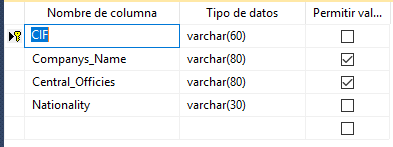 Nombre de columna Tipo de datos Permitir val...
CIF varchar(60)
Companys_Name varchar(80)
Central_Officies varchar(80)
Nationality varchar(30)